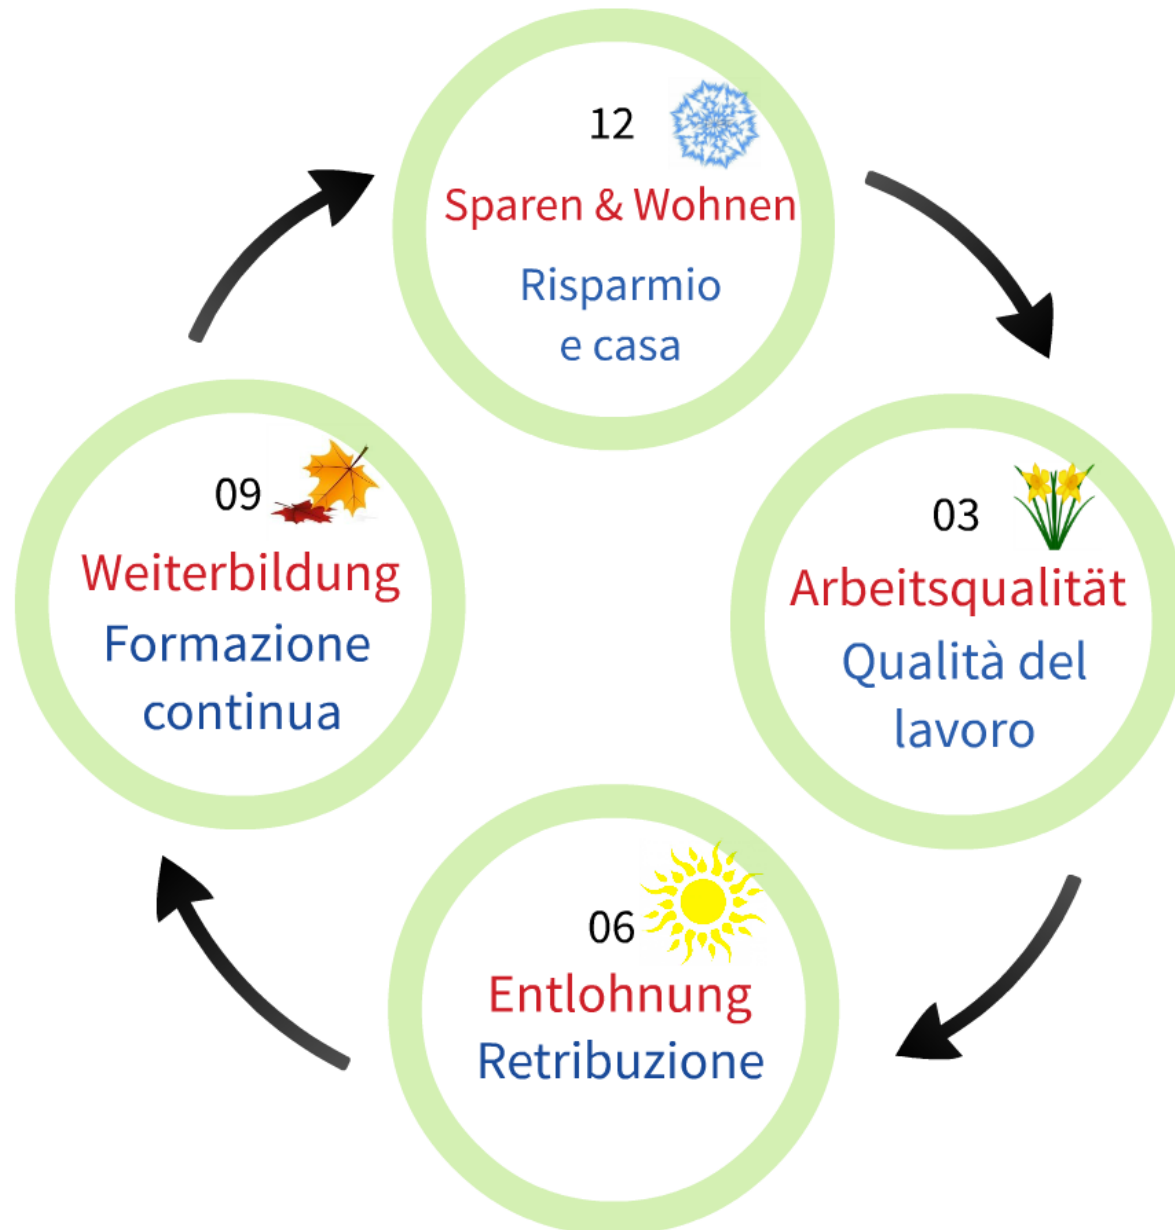 12
Sparen & Wohnen
Risparmio
e casa
09
Weiterbildung
Formazione
continua
03
Arbeitsqualität
Qualità del
lavoro
06
Entlohnung
Retribuzione